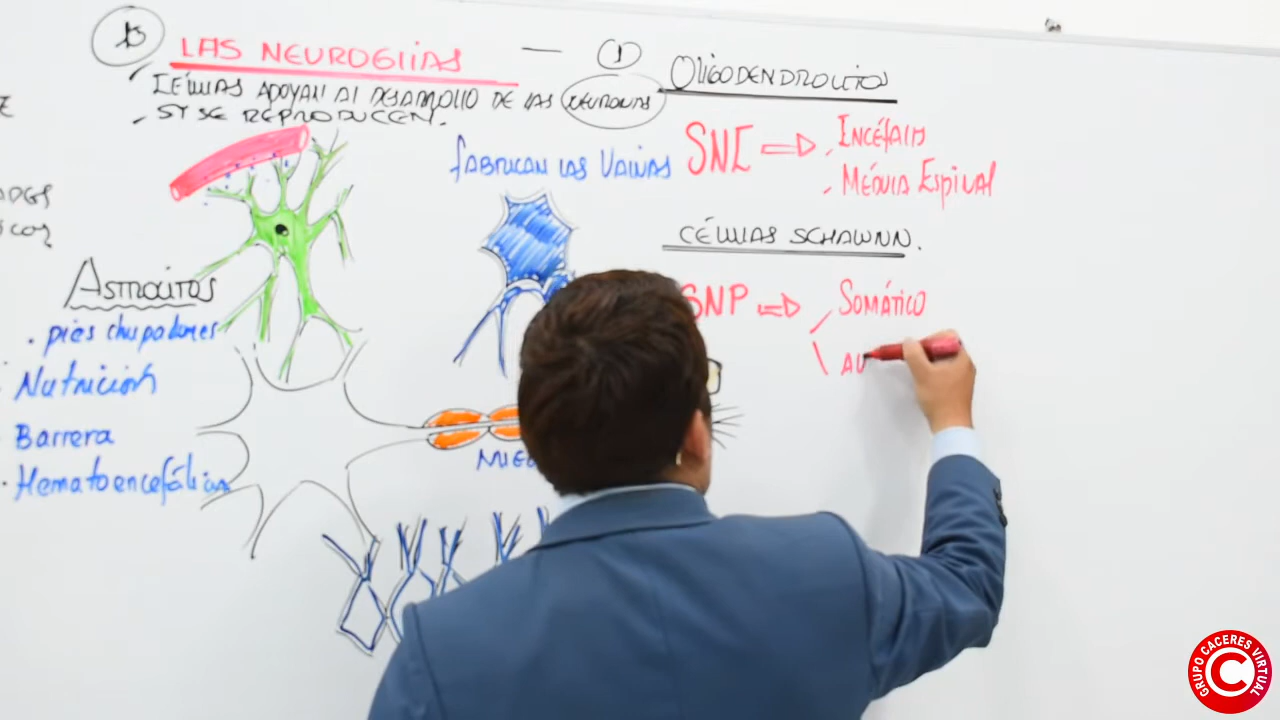 B LAS NEUROGLIAS — 1 OLIGODENDROCITOS
CÉLULAS APOYAN AL DESARROLLO DE LAS NEURONAS
SI SE REPRODUCEN.
FABRICAN LAS VAINAS
SNC ⇒ ENCÉFALO
MÉDULA ESPINAL
CÉLULAS SCHAWNN.
ASTROCITOS
. pies chupadores
Nutrición
Barrera
. Hematoencefálica
SNP ⇒ SOMÁTICO
AU
MIE
GRUPO CACERES VIRTUAL
C